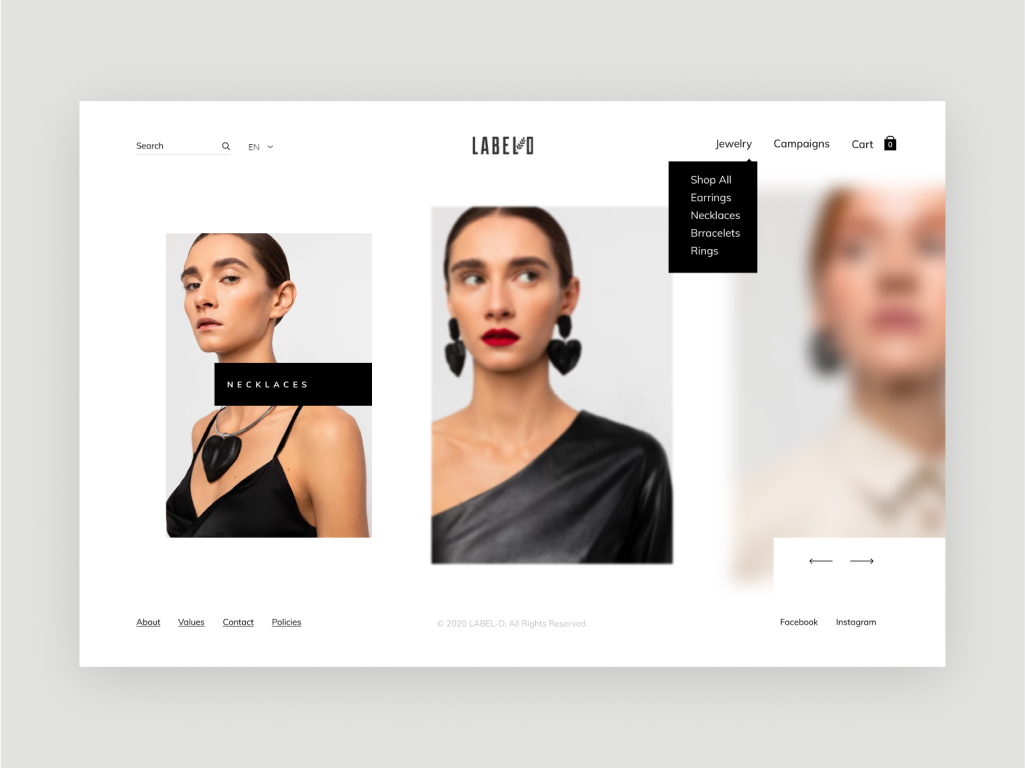 Search
EN
LABEL-D
Jewelry
Campaigns
Cart
0
Shop All
Earrings
Necklaces
Brracelets
Rings
NECKLACES
About
Values
Contact
Policies
© 2020 LABEL-D. All Rights Reserved.
Facebook
Instagram